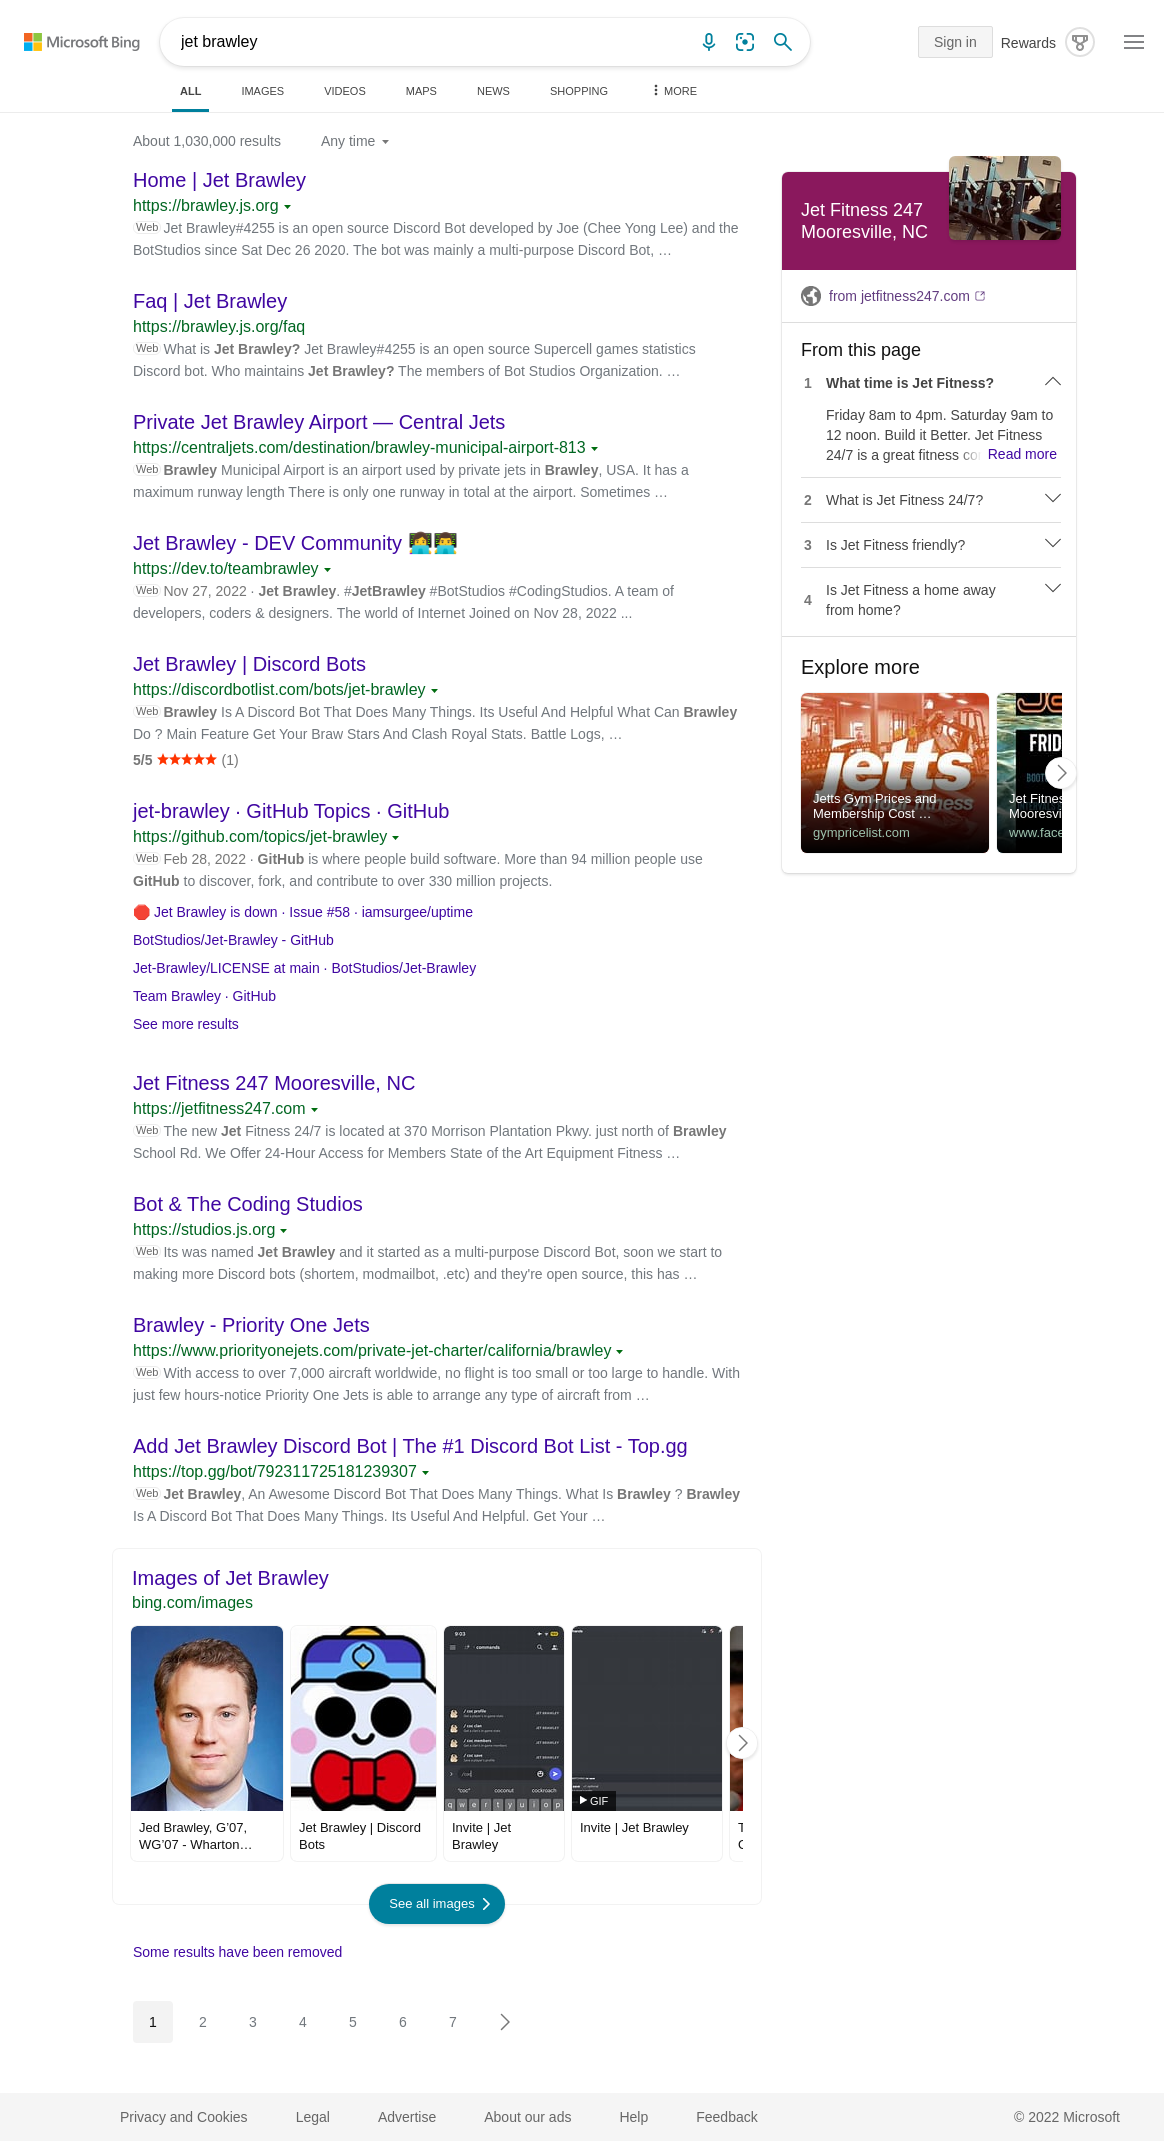 Microsoft Bing
jet brawley
Sign in
Rewards
ALL
IMAGES
VIDEOS
MAPS
NEWS
SHOPPING
MORE
About 1,030,000 results
Any time
Home | Jet Brawley
https://brawley.js.org
Web Jet Brawley#4255 is an open source Discord Bot developed by Joe (Chee Yong Lee) and the
BotStudios since Sat Dec 26 2020. The bot was mainly a multi-purpose Discord Bot, …
Faq | Jet Brawley
https://brawley.js.org/faq
Web What is Jet Brawley? Jet Brawley#4255 is an open source Supercell games statistics
Discord bot. Who maintains Jet Brawley? The members of Bot Studios Organization. …
Private Jet Brawley Airport — Central Jets
https://centraljets.com/destination/brawley-municipal-airport-813
Web Brawley Municipal Airport is an airport used by private jets in Brawley, USA. It has a
maximum runway length There is only one runway in total at the airport. Sometimes …
Jet Brawley - DEV Community 👩‍💻👨‍💻
https://dev.to/teambrawley
Web Nov 27, 2022 · Jet Brawley. #JetBrawley #BotStudios #CodingStudios. A team of
developers, coders & designers. The world of Internet Joined on Nov 28, 2022 ...
Jet Brawley | Discord Bots
https://discordbotlist.com/bots/jet-brawley
Web Brawley Is A Discord Bot That Does Many Things. Its Useful And Helpful What Can Brawley
Do ? Main Feature Get Your Braw Stars And Clash Royal Stats. Battle Logs, …
5/5 ★★★★★ (1)
jet-brawley · GitHub Topics · GitHub
https://github.com/topics/jet-brawley
Web Feb 28, 2022 · GitHub is where people build software. More than 94 million people use
GitHub to discover, fork, and contribute to over 330 million projects.
🛑 Jet Brawley is down · Issue #58 · iamsurgee/uptime
BotStudios/Jet-Brawley - GitHub
Jet-Brawley/LICENSE at main · BotStudios/Jet-Brawley
Team Brawley · GitHub
See more results
Jet Fitness 247 Mooresville, NC
https://jetfitness247.com
Web The new Jet Fitness 24/7 is located at 370 Morrison Plantation Pkwy. just north of Brawley
School Rd. We Offer 24-Hour Access for Members State of the Art Equipment Fitness …
Bot & The Coding Studios
https://studios.js.org
Web Its was named Jet Brawley and it started as a multi-purpose Discord Bot, soon we start to
making more Discord bots (shortem, modmailbot, .etc) and they're open source, this has …
Brawley - Priority One Jets
https://www.priorityonejets.com/private-jet-charter/california/brawley
Web With access to over 7,000 aircraft worldwide, no flight is too small or too large to handle. With
just few hours-notice Priority One Jets is able to arrange any type of aircraft from …
Add Jet Brawley Discord Bot | The #1 Discord Bot List - Top.gg
https://top.gg/bot/792311725181239307
Web Jet Brawley, An Awesome Discord Bot That Does Many Things. What Is Brawley ? Brawley
Is A Discord Bot That Does Many Things. Its Useful And Helpful. Get Your …
Images of Jet Brawley
bing.com/images
9:03
commands
/ coc profile
/ coc clan
/ coc members
/ coc save
JET BRAWLEY
JET BRAWLEY
JET BRAWLEY
JET BRAWLEY
"coc"
coconut
cockroach
q w e r t y u i o p
GIF
Jed Brawley, G'07,
WG'07 - Wharton…
Jet Brawley | Discord
Bots
Invite | Jet
Brawley
Invite | Jet Brawley
See all images
Some results have been removed
1
2
3
4
5
6
7
Jet Fitness 247
Mooresville, NC
from jetfitness247.com
From this page
1 What time is Jet Fitness?
Friday 8am to 4pm. Saturday 9am to
12 noon. Build it Better. Jet Fitness
24/7 is a great fitness co Read more
2 What is Jet Fitness 24/7?
3 Is Jet Fitness friendly?
4 Is Jet Fitness a home away
from home?
Explore more
jetts
24 hour fitness
Jetts Gym Prices and
Membership Cost …
gympricelist.com
FRID
BOOT
Jet Fitnes
Mooresvi
www.face
Privacy and Cookies
Legal
Advertise
About our ads
Help
Feedback
© 2022 Microsoft